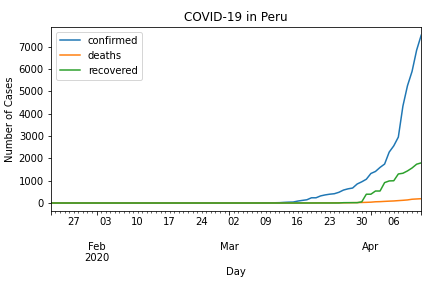 COVID-19 in Peru
Number of Cases
7000
6000
5000
4000
3000
2000
1000
0
confirmed
deaths
recovered
27 03 10 17 24 02 09 16 23 30 06
Feb Mar Apr
2020
Day